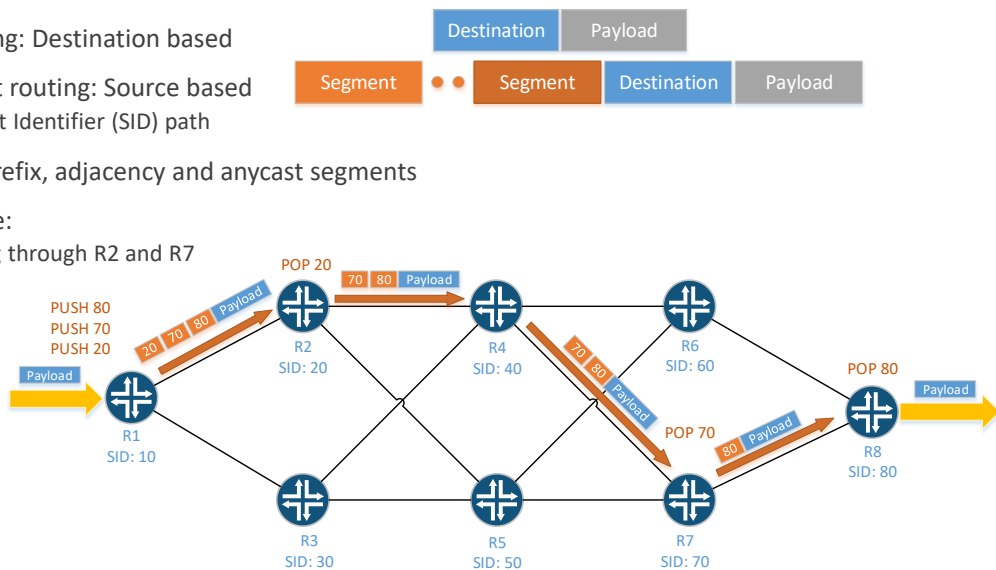 ng: Destination based
Destination Payload
t routing: Source based
Segment Segment Destination Payload
t Identifier (SID) path
refix, adjacency and anycast segments
e:
g through R2 and R7
POP 20
70 80 Payload
PUSH 80
PUSH 70
PUSH 20
20 70 80 Payload
R2
SID: 20
R4
SID: 40
70 80 Payload
R6
SID: 60
POP 80
Payload
Payload
R1
SID: 10
POP 70
80 Payload
R8
SID: 80
R3
SID: 30
R5
SID: 50
R7
SID: 70